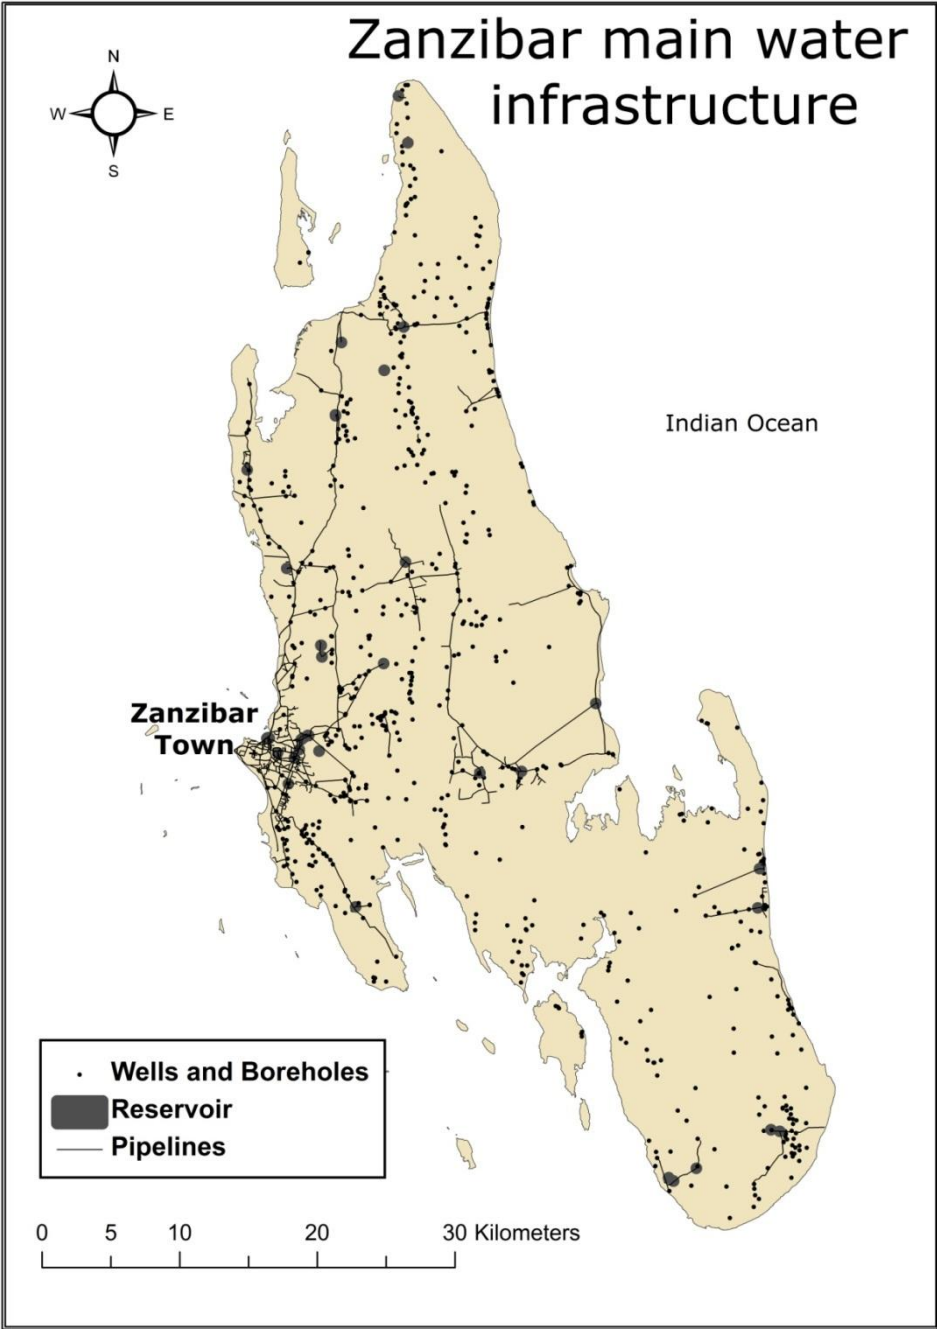 Zanzibar main water
infrastructure
N
W E
S
Indian Ocean
Zanzibar
Town
Wells and Boreholes
Reservoir
Pipelines
0 5 10 20 30 Kilometers